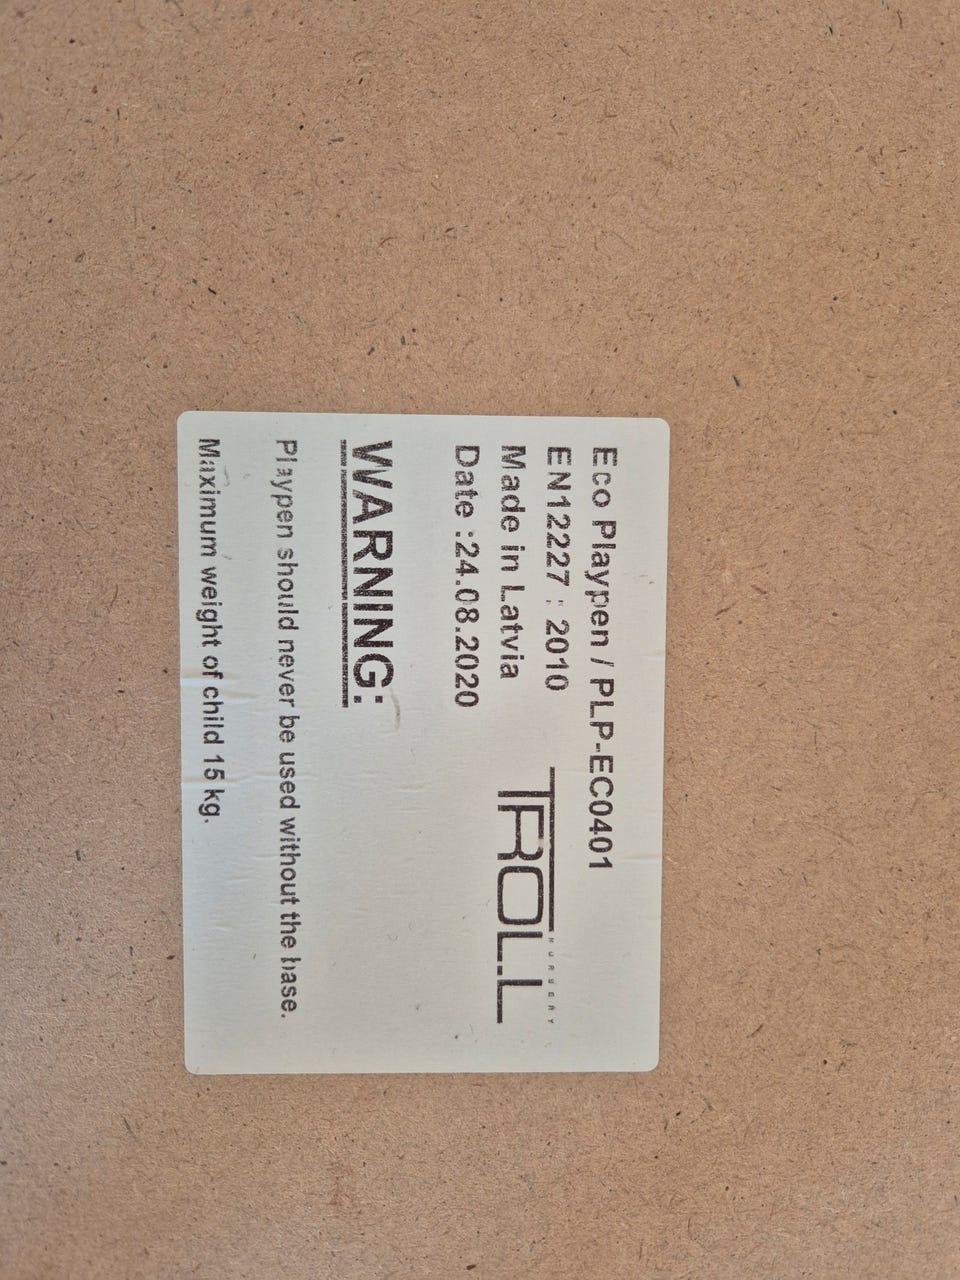 Eco Playpen / PLP-EC0401
EN12227 : 2010
Made in Latvia
Date :24.08.2020
TROLL
NURSERY
WARNING:
Playpen should never be used without the base.
Maximum weight of child 15 kg.